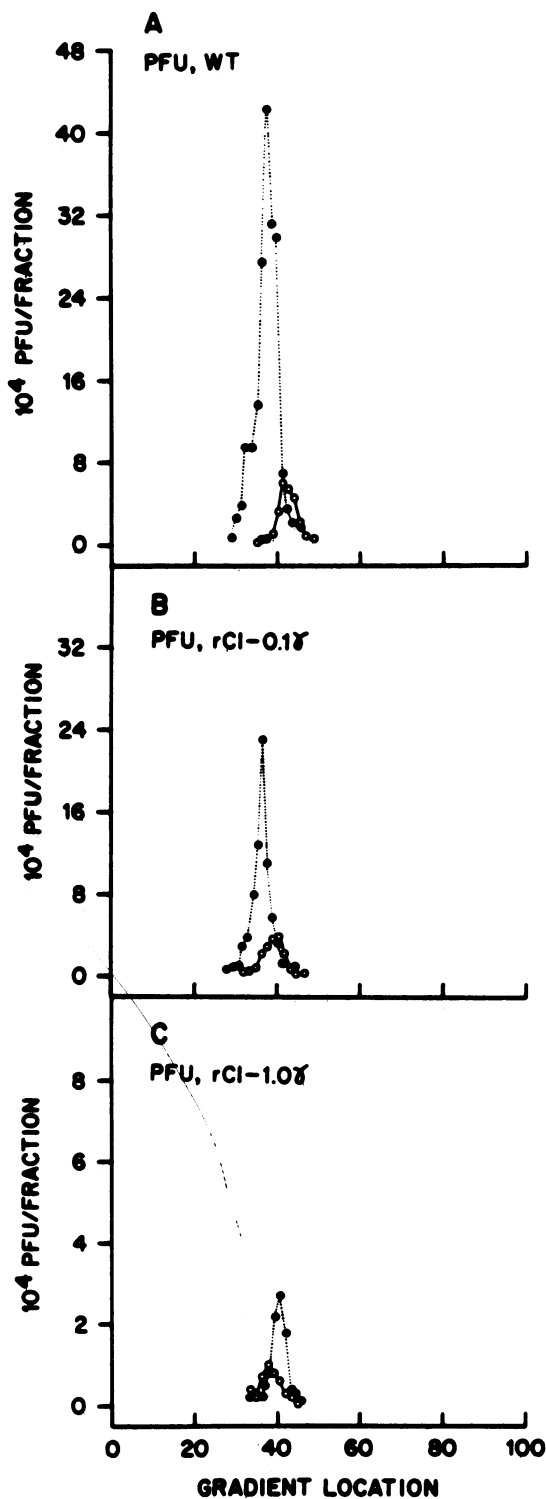 A
PFU, WT
48
40
32
24
16
8
0
10⁴ PFU/FRACTION
B
PFU, rCI-0.1γ
32
24
16
8
0
10⁴ PFU/FRACTION
C
PFU, rCI-1.0γ
8
6
4
2
0
10⁴ PFU/FRACTION
0 20 40 60 80 100
GRADIENT LOCATION